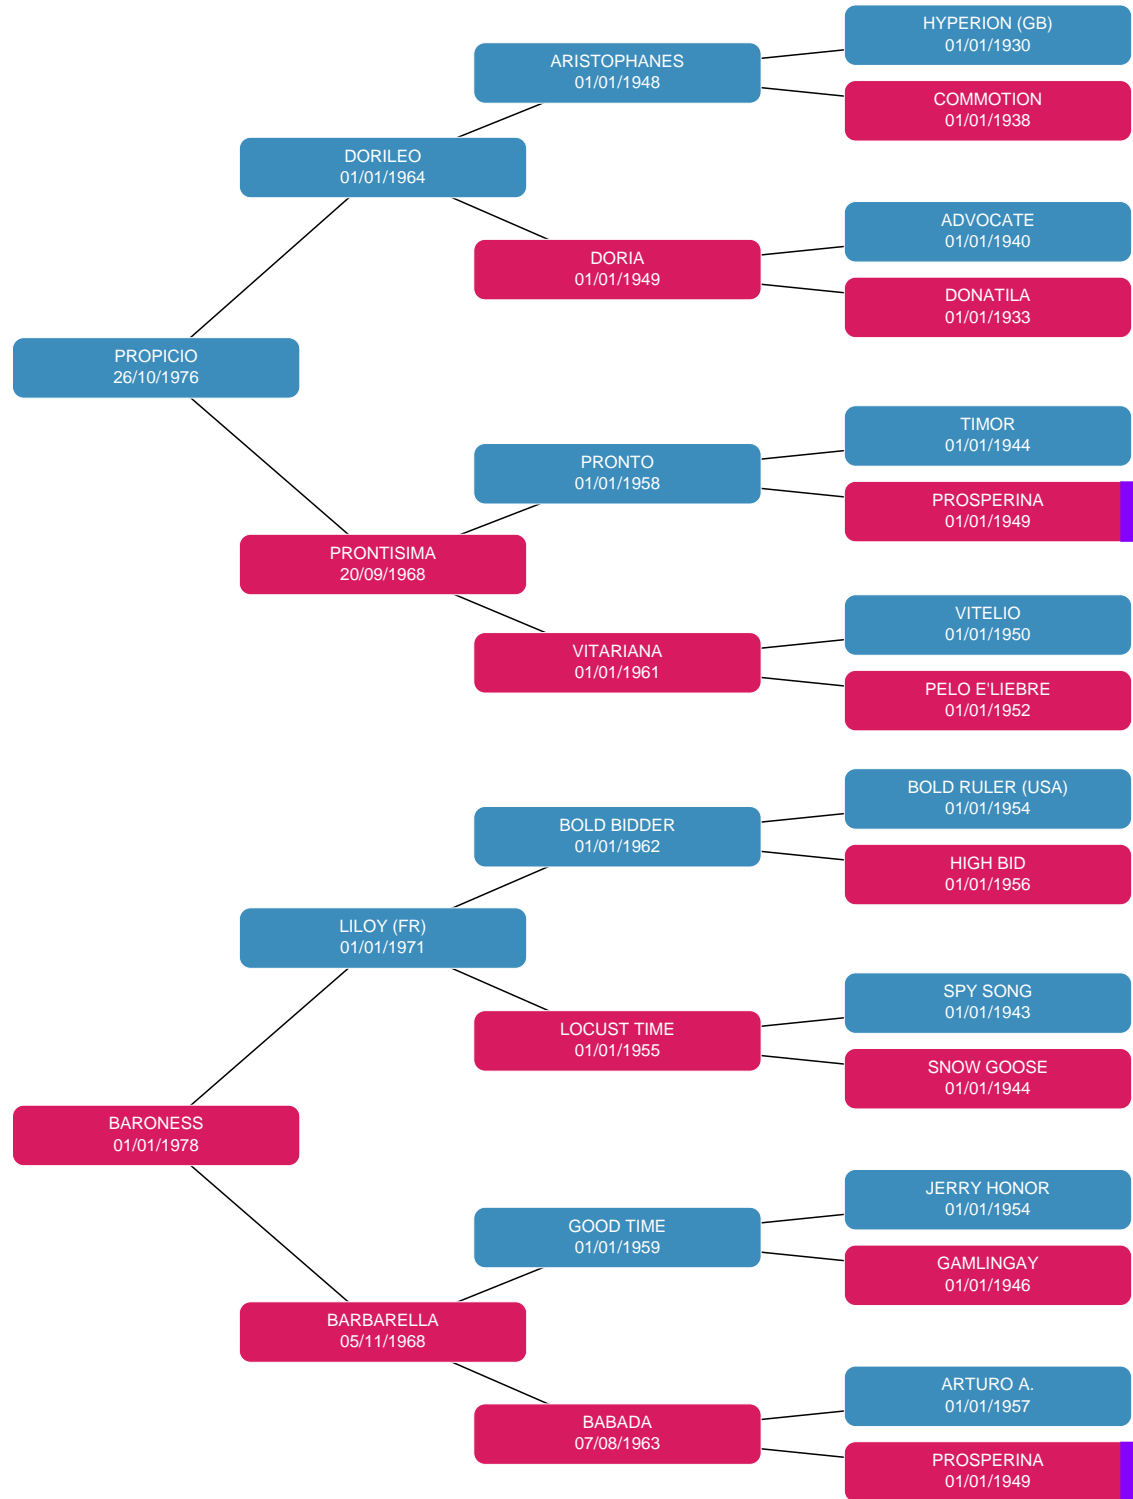 HYPERION (GB)
01/01/1930
ARISTOPHANES
01/01/1948
COMMOTION
01/01/1938
DORILEO
01/01/1964
ADVOCATE
01/01/1940
DORIA
01/01/1949
DONATILA
01/01/1933
PROPICIO
26/10/1976
TIMOR
01/01/1944
PRONTO
01/01/1958
PROSPERINA
01/01/1949
PRONTISIMA
20/09/1968
VITELIO
01/01/1950
VITARIANA
01/01/1961
PELO E'LIEBRE
01/01/1952
BOLD RULER (USA)
01/01/1954
BOLD BIDDER
01/01/1962
HIGH BID
01/01/1956
LILOY (FR)
01/01/1971
SPY SONG
01/01/1943
LOCUST TIME
01/01/1955
SNOW GOOSE
01/01/1944
BARONESS
01/01/1978
JERRY HONOR
01/01/1954
GOOD TIME
01/01/1959
GAMLINGAY
01/01/1946
BARBARELLA
05/11/1968
ARTURO A.
01/01/1957
BABADA
07/08/1963
PROSPERINA
01/01/1949